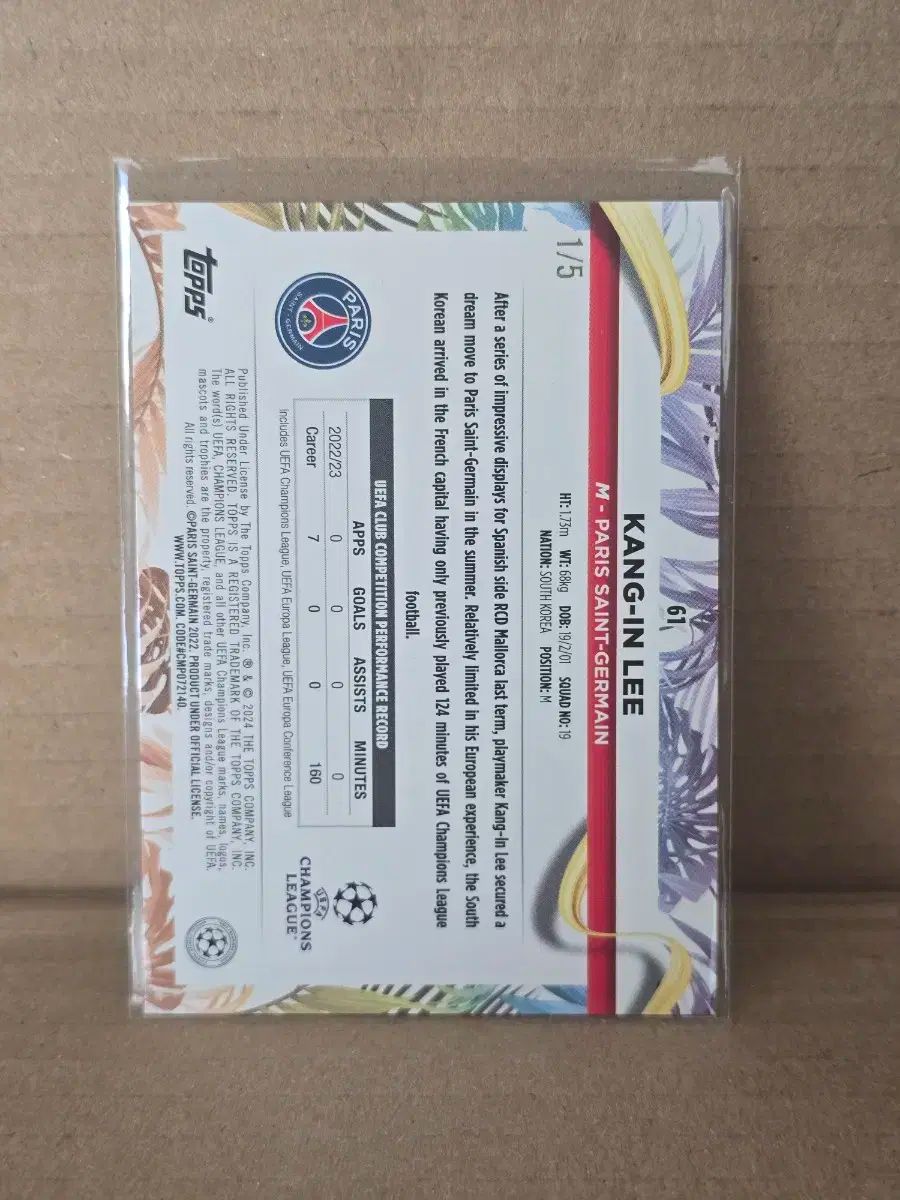 61
KANG-IN LEE
M - PARIS SAINT-GERMAIN
1/5
HT: 1.73m WT: 68kg DOB: 19/2/01 SQUAD NO: 19
NATION: SOUTH KOREA POSITION: M
After a series of impressive displays for Spanish side RCD Mallorca last term, playmaker Kang-In Lee secured a
dream move to Paris Saint-Germain in the summer. Relatively limited in his European experience, the South
Korean arrived in the French capital having only previously played 124 minutes of UEFA Champions League
football.
PARIS
SAINT-GERMAIN
UEFA CLUB COMPETITION PERFORMANCE RECORD
APPS GOALS ASSISTS MINUTES
2022/23 0 0 0 0
Career 7 0 0 160
Includes UEFA Champions League, UEFA Europa League, UEFA Europa Conference League
UEFA
CHAMPIONS
LEAGUE
topps®
Published Under License by The Topps Company, Inc. ® & © 2024 THE TOPPS COMPANY, INC.
ALL RIGHTS RESERVED. TOPPS IS A REGISTERED TRADEMARK OF THE TOPPS COMPANY, INC.
The word(s) UEFA, CHAMPIONS LEAGUE, and all other UEFA Champions League marks, names, logos,
mascots and trophies are the property, registered trade marks, designs and/or copyright of UEFA.
All rights reserved. ©PARIS SAINT-GERMAIN 2022. PRODUCT UNDER OFFICIAL LICENSE.
WWW.TOPPS.COM. CODE#CMP072140.